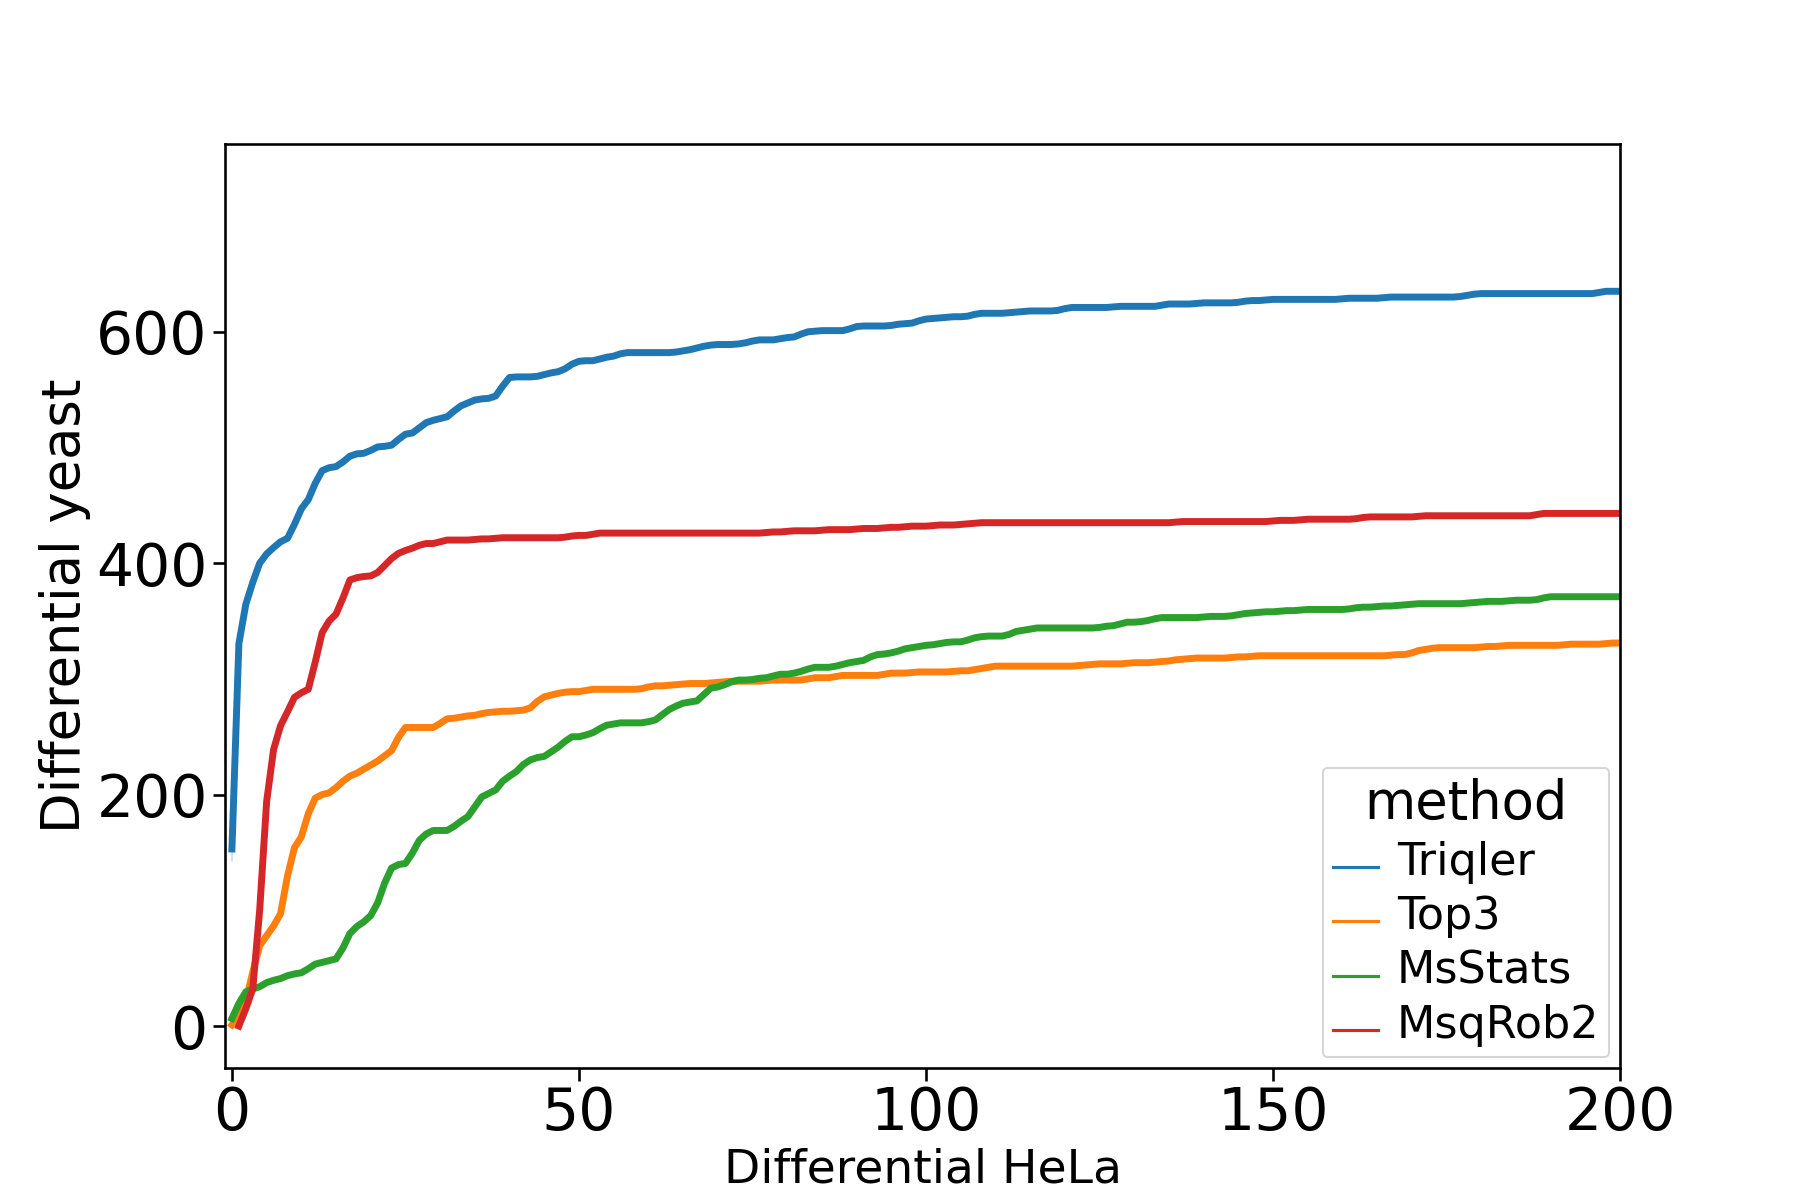 600
400
200
0
Differential yeast
0 50 100 150 200
Differential HeLa
method
Triqler
Top3
MsStats
MsqRob2